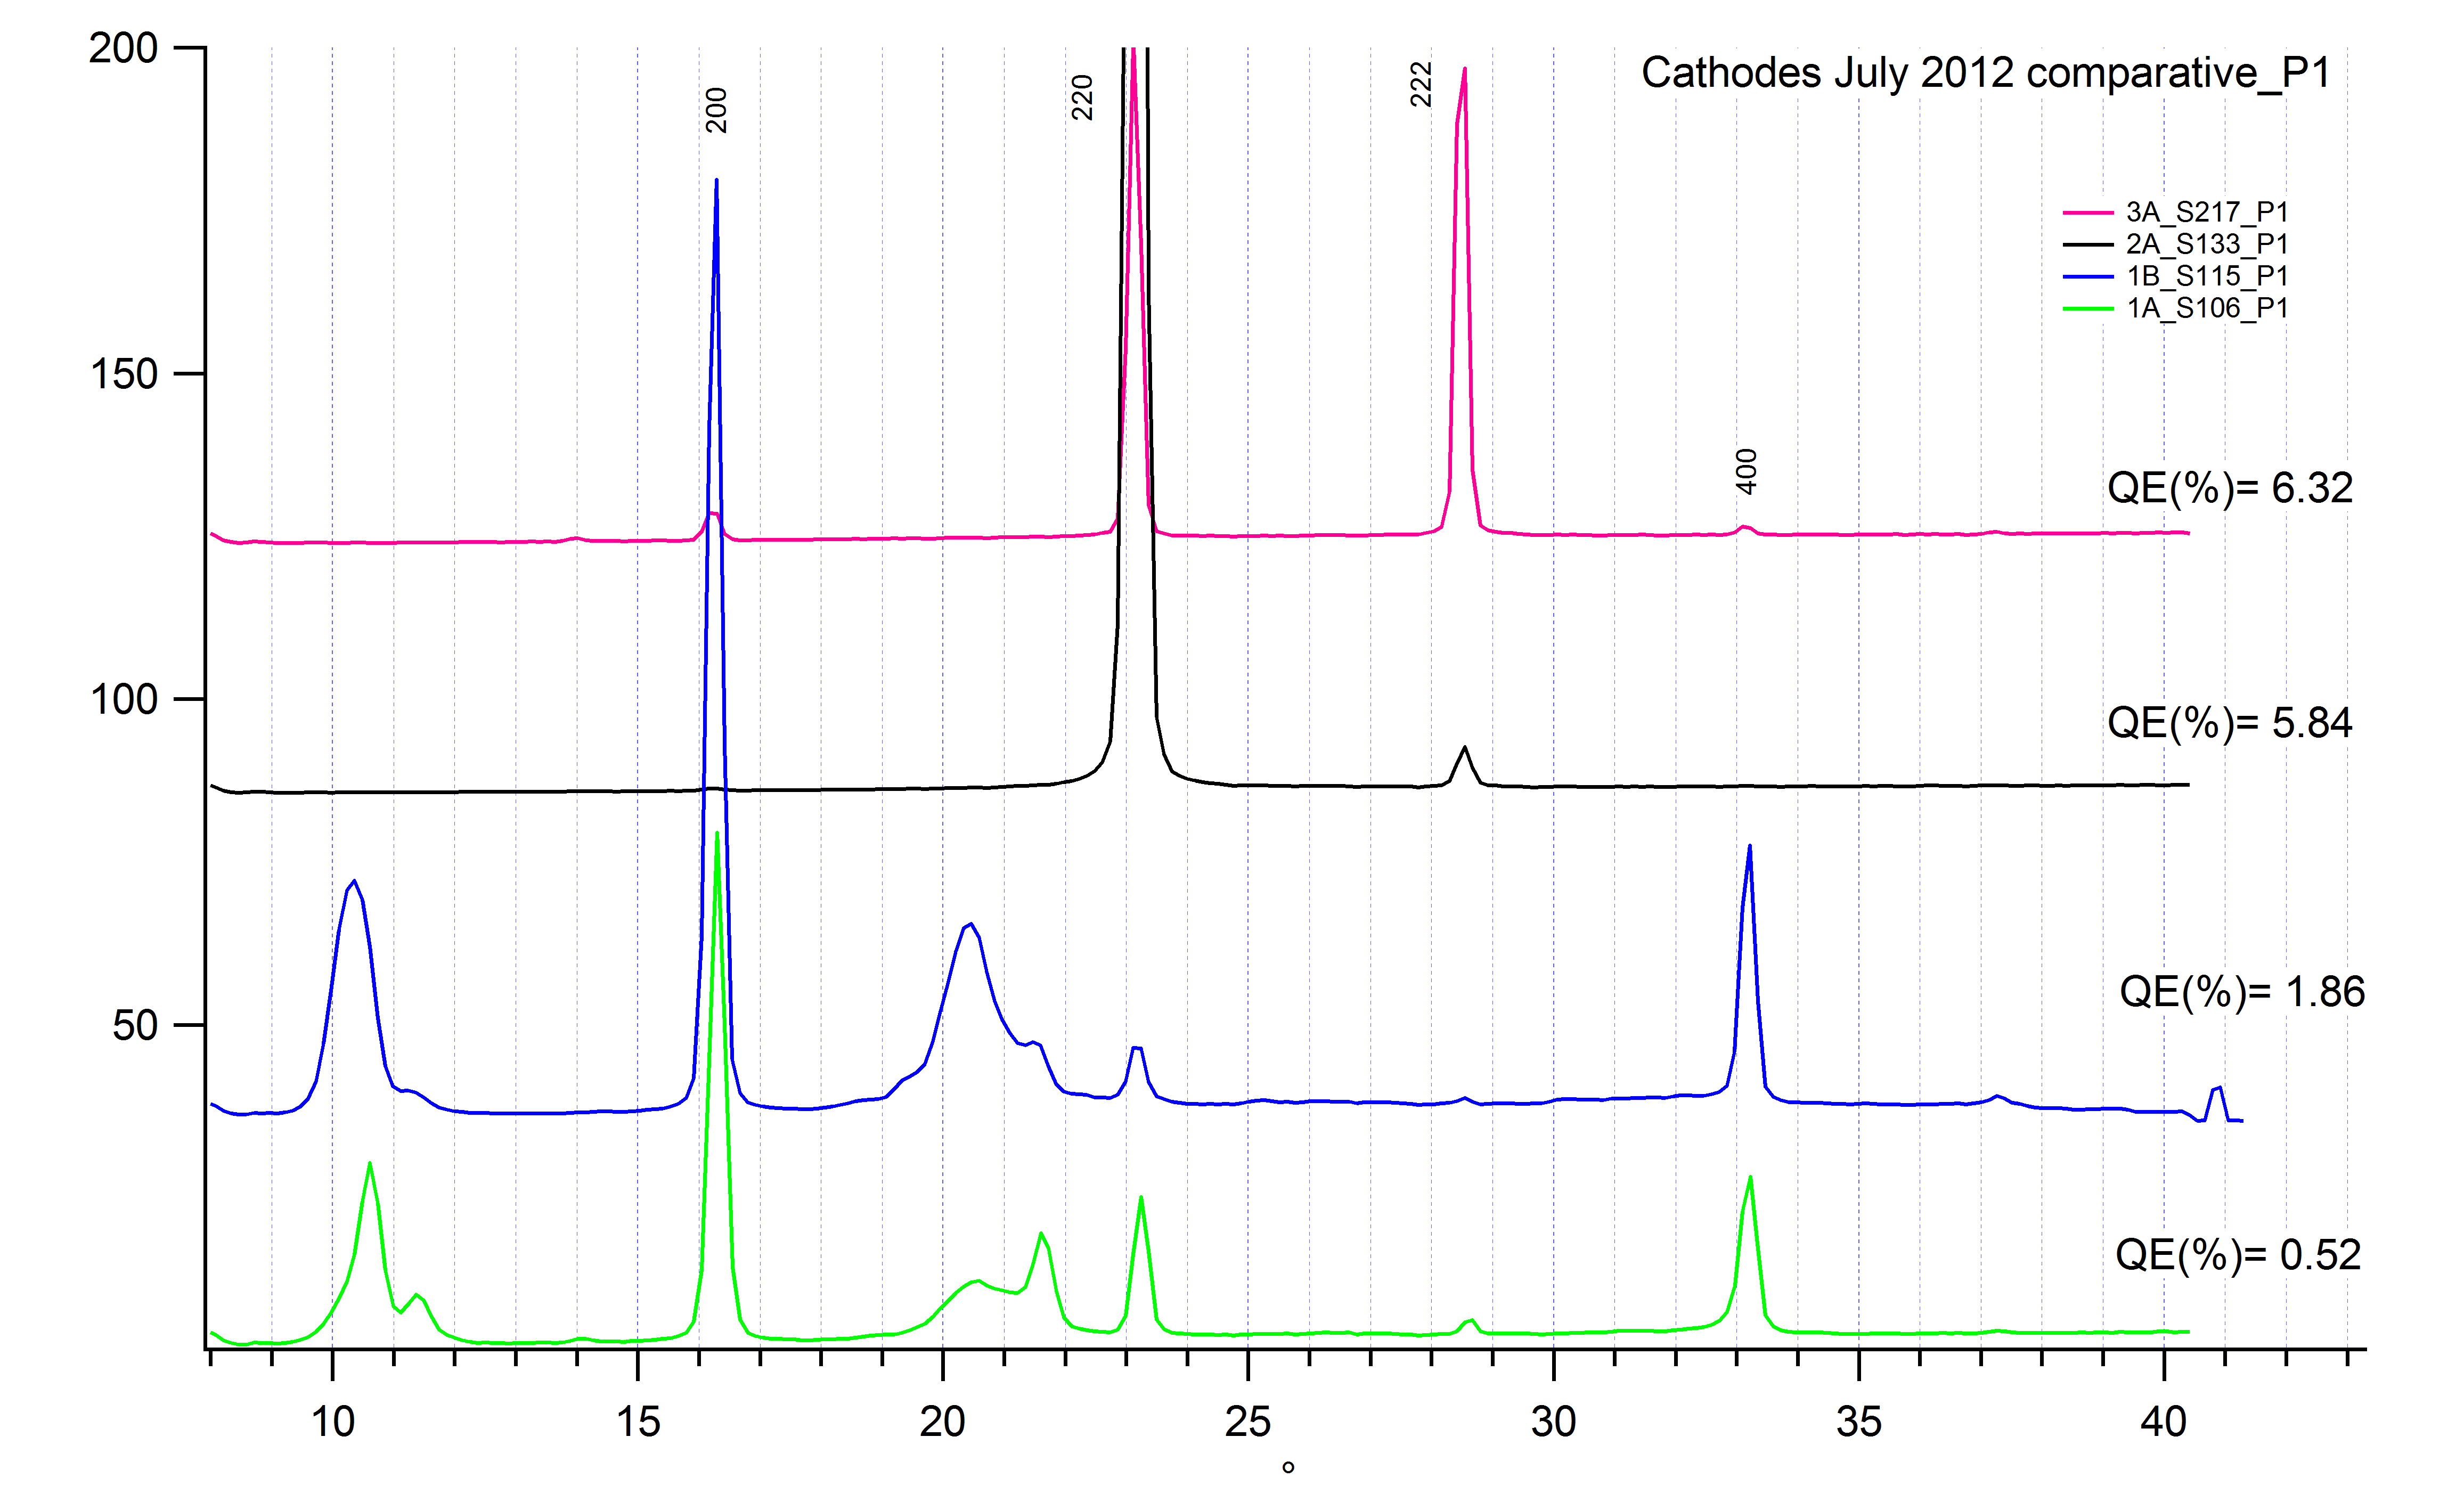 200
Cathodes July 2012 comparative_P1
200
220
222
3A_S217_P1
2A_S133_P1
1B_S115_P1
1A_S106_P1
150
400
QE(%)= 6.32
100
QE(%)= 5.84
50
QE(%)= 1.86
QE(%)= 0.52
10 15 20 25 30 35 40
°